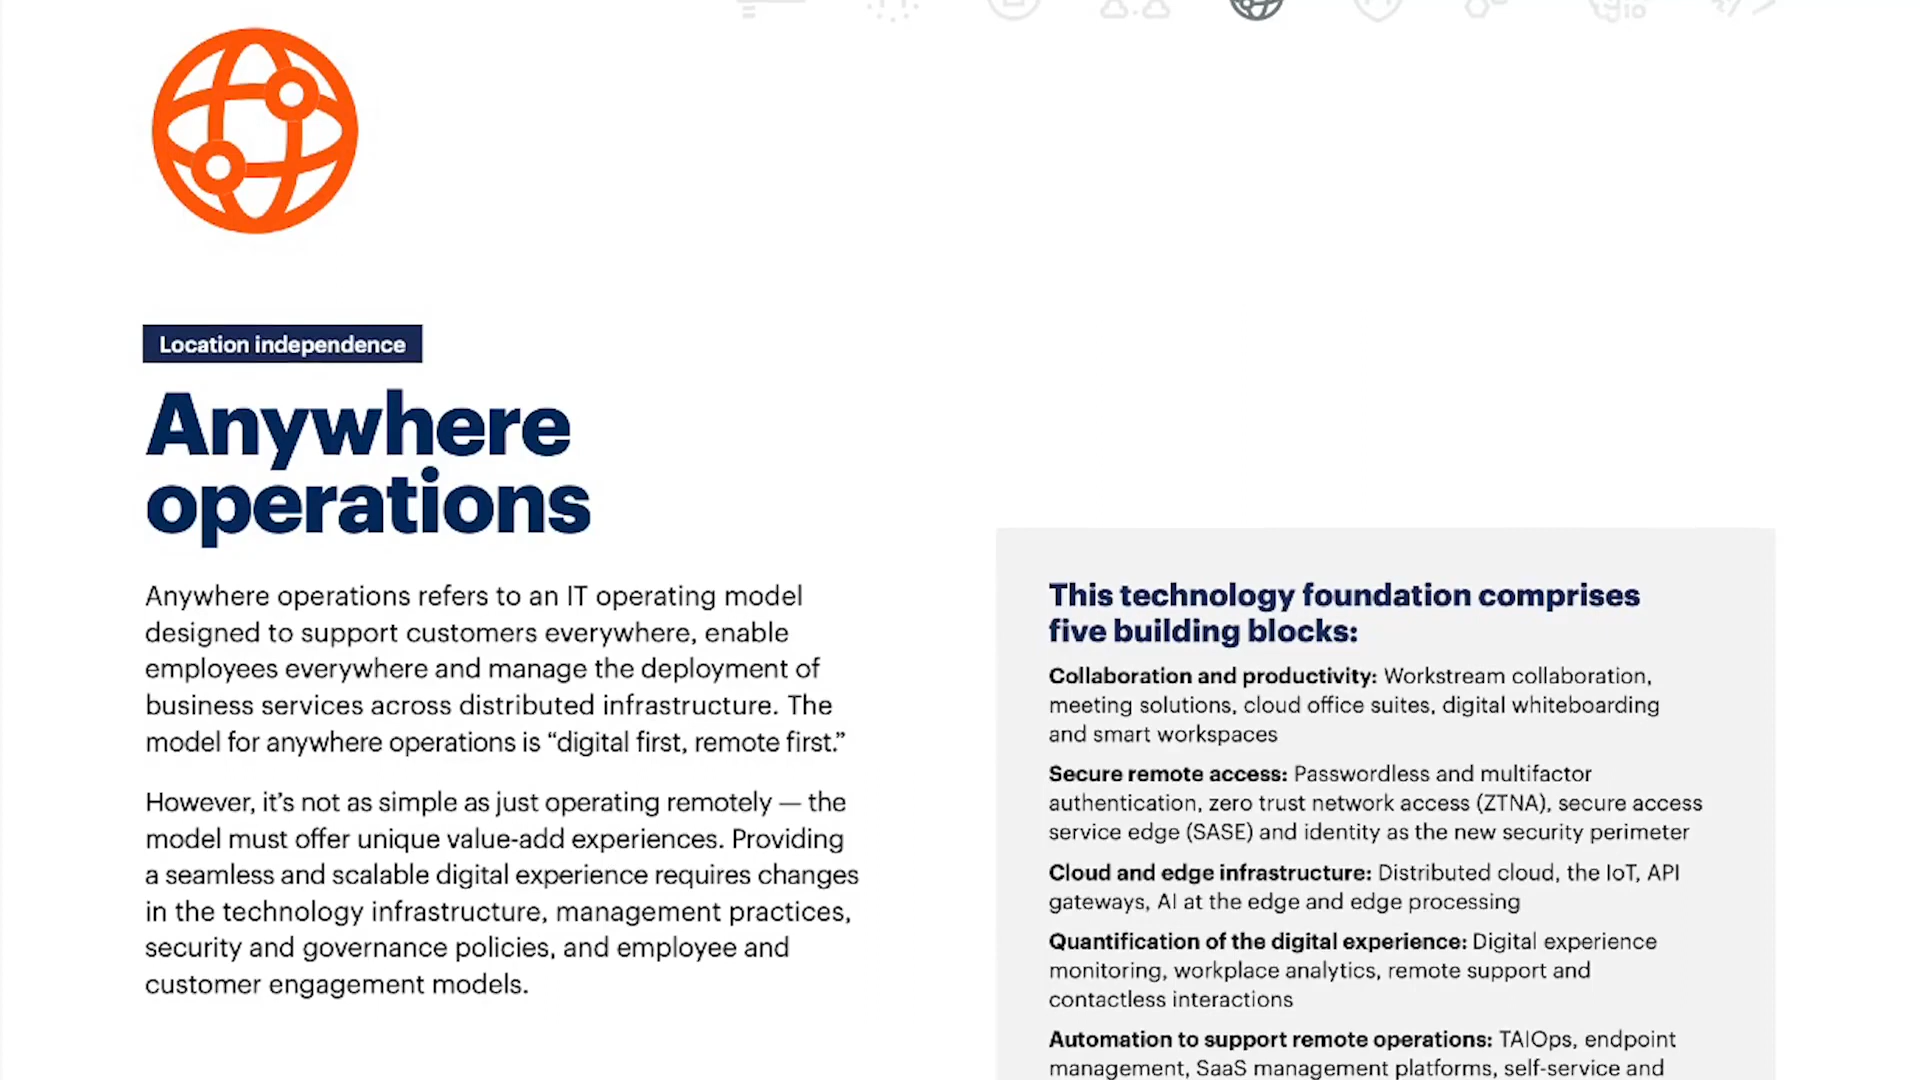 Location independence
Anywhere
operations
Anywhere operations refers to an IT operating model
designed to support customers everywhere, enable
employees everywhere and manage the deployment of
business services across distributed infrastructure. The
model for anywhere operations is “digital first, remote first.”
However, it’s not as simple as just operating remotely — the
model must offer unique value-add experiences. Providing
a seamless and scalable digital experience requires changes
in the technology infrastructure, management practices,
security and governance policies, and employee and
customer engagement models.
This technology foundation comprises
five building blocks:
Collaboration and productivity: Workstream collaboration,
meeting solutions, cloud office suites, digital whiteboarding
and smart workspaces
Secure remote access: Passwordless and multifactor
authentication, zero trust network access (ZTNA), secure access
service edge (SASE) and identity as the new security perimeter
Cloud and edge infrastructure: Distributed cloud, the IoT, API
gateways, AI at the edge and edge processing
Quantification of the digital experience: Digital experience
monitoring, workplace analytics, remote support and
contactless interactions
Automation to support remote operations: TAIOps, endpoint
management, SaaS management platforms, self-service and